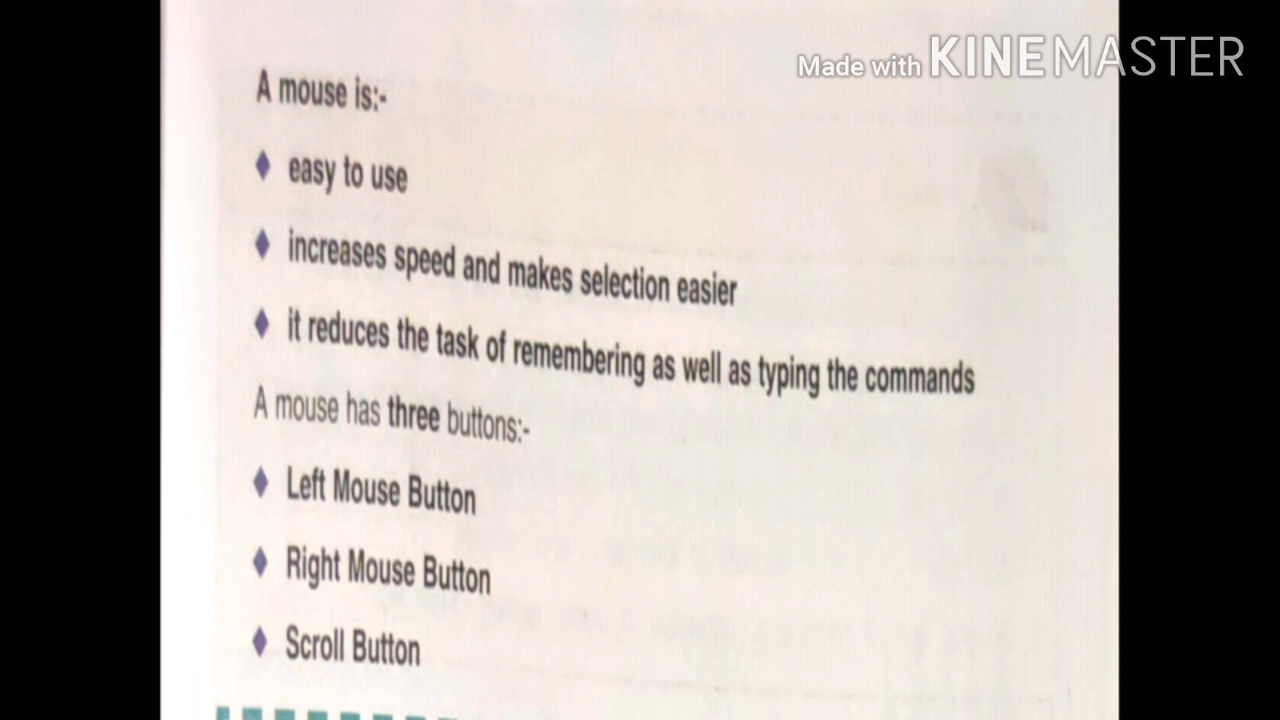 Made with KINEMASTER
A mouse is:-
easy to use
increases speed and makes selection easier
it reduces the task of remembering as well as typing the commands
A mouse has three buttons:-
Left Mouse Button
Right Mouse Button
Scroll Button